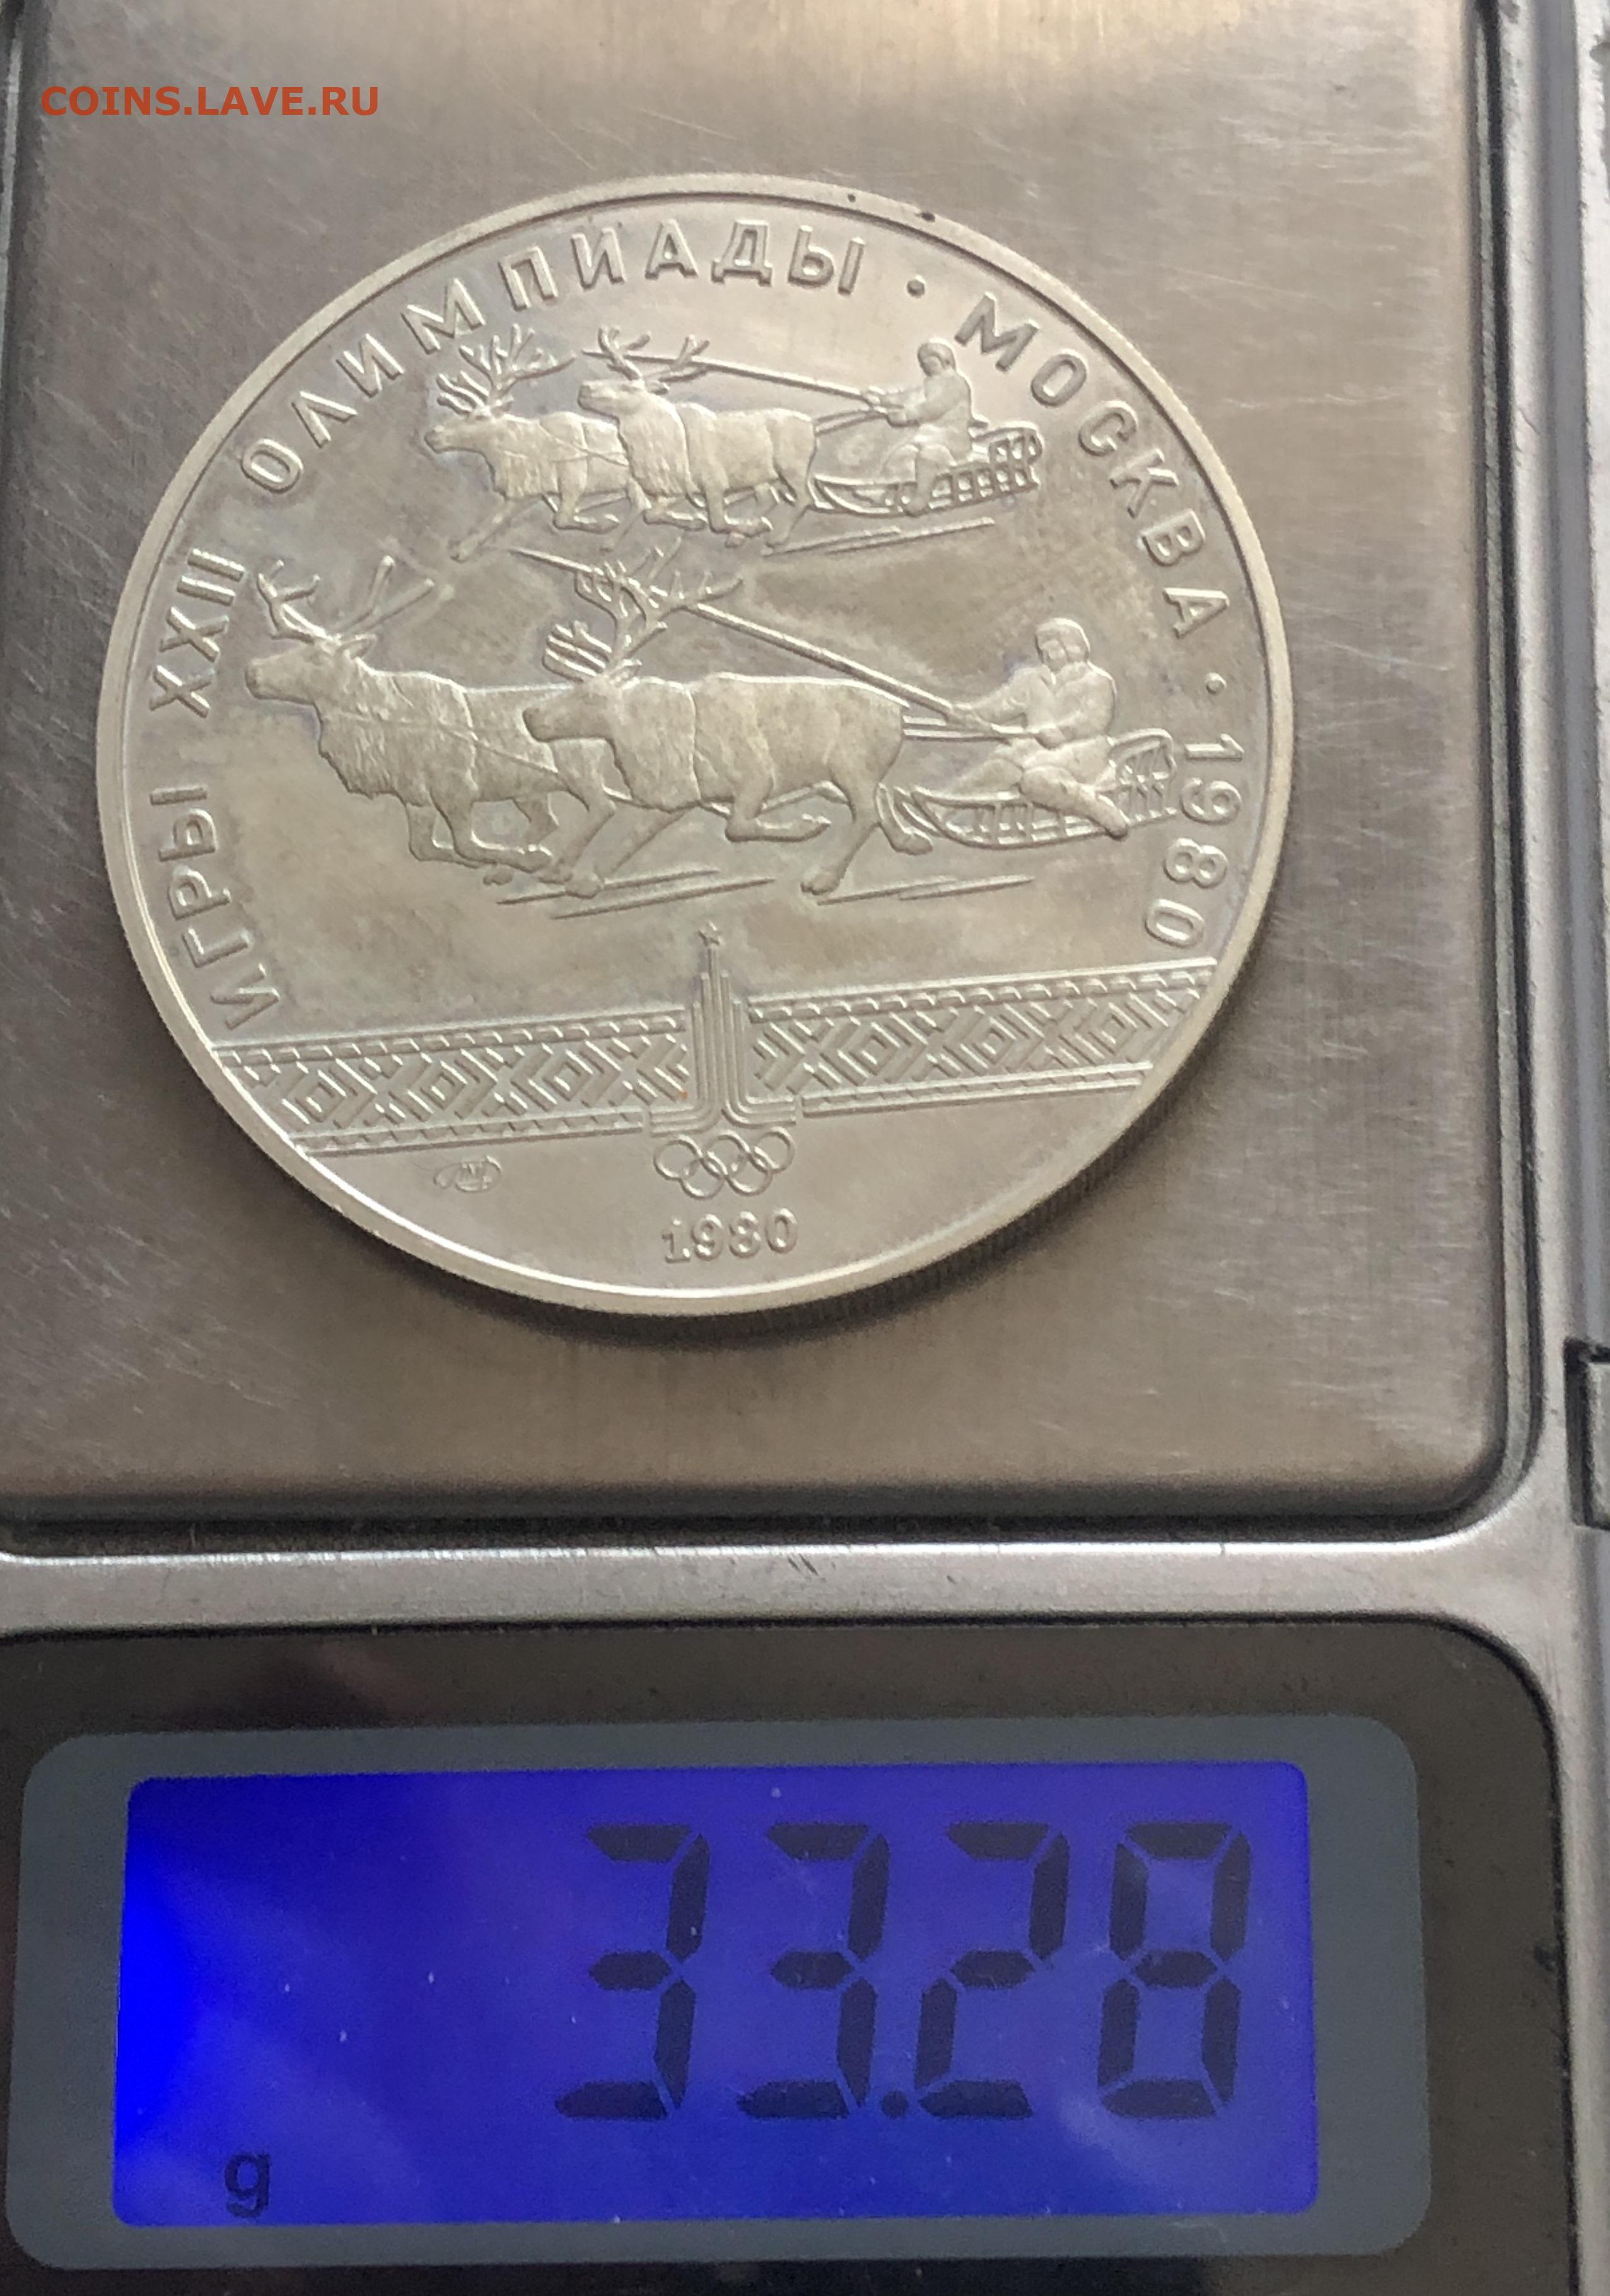 COINS.LAVE.RU
ИГРЫ XXII ОЛИМПИАДЫ · МОСКВА · 1980
1980
33.28
g